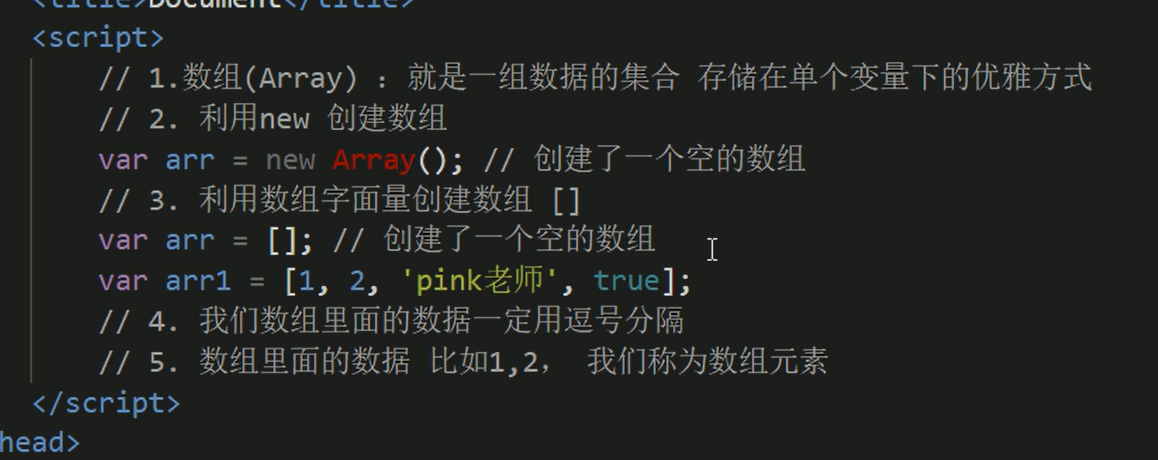 <title>Document</title>
<script>
// 1.数组(Array) ：就是一组数据的集合 存储在单个变量下的优雅方式
// 2. 利用new 创建数组
var arr = new Array(); // 创建了一个空的数组
// 3. 利用数组字面量创建数组 []
var arr = []; // 创建了一个空的数组
var arr1 = [1, 2, 'pink老师', true];
// 4. 我们数组里面的数据一定用逗号分隔
// 5. 数组里面的数据 比如1,2， 我们称为数组元素
</script>
head>